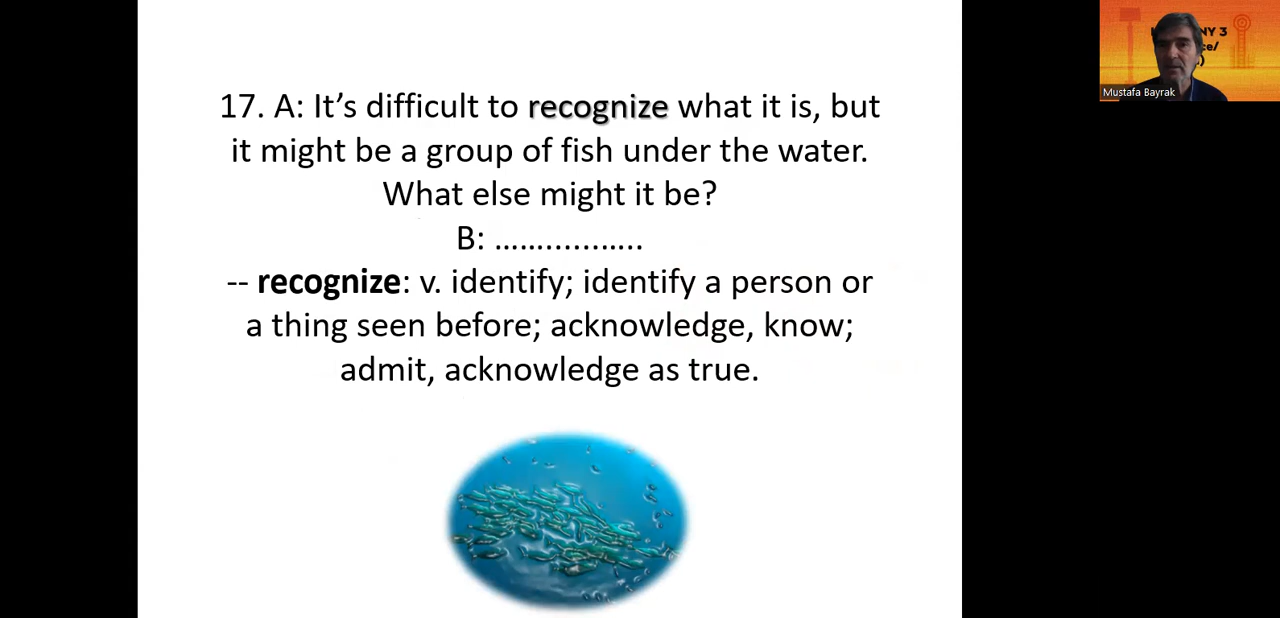 17. A: It’s difficult to recognize what it is, but
it might be a group of fish under the water.
What else might it be?
B: ..................
-- recognize: v. identify; identify a person or
a thing seen before; acknowledge, know;
admit, acknowledge as true.
NY 3
Mustafa Bayrak